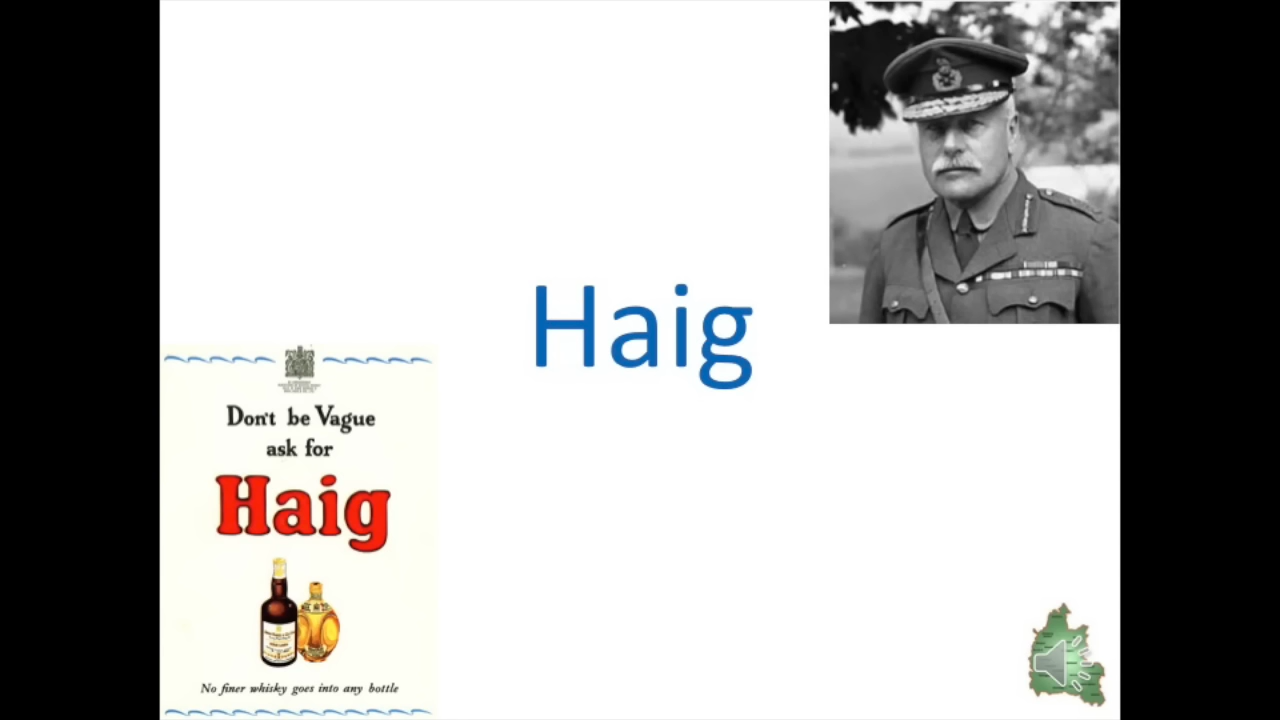 Haig
Don't be Vague
ask for
Haig
No finer whisky goes into any bottle